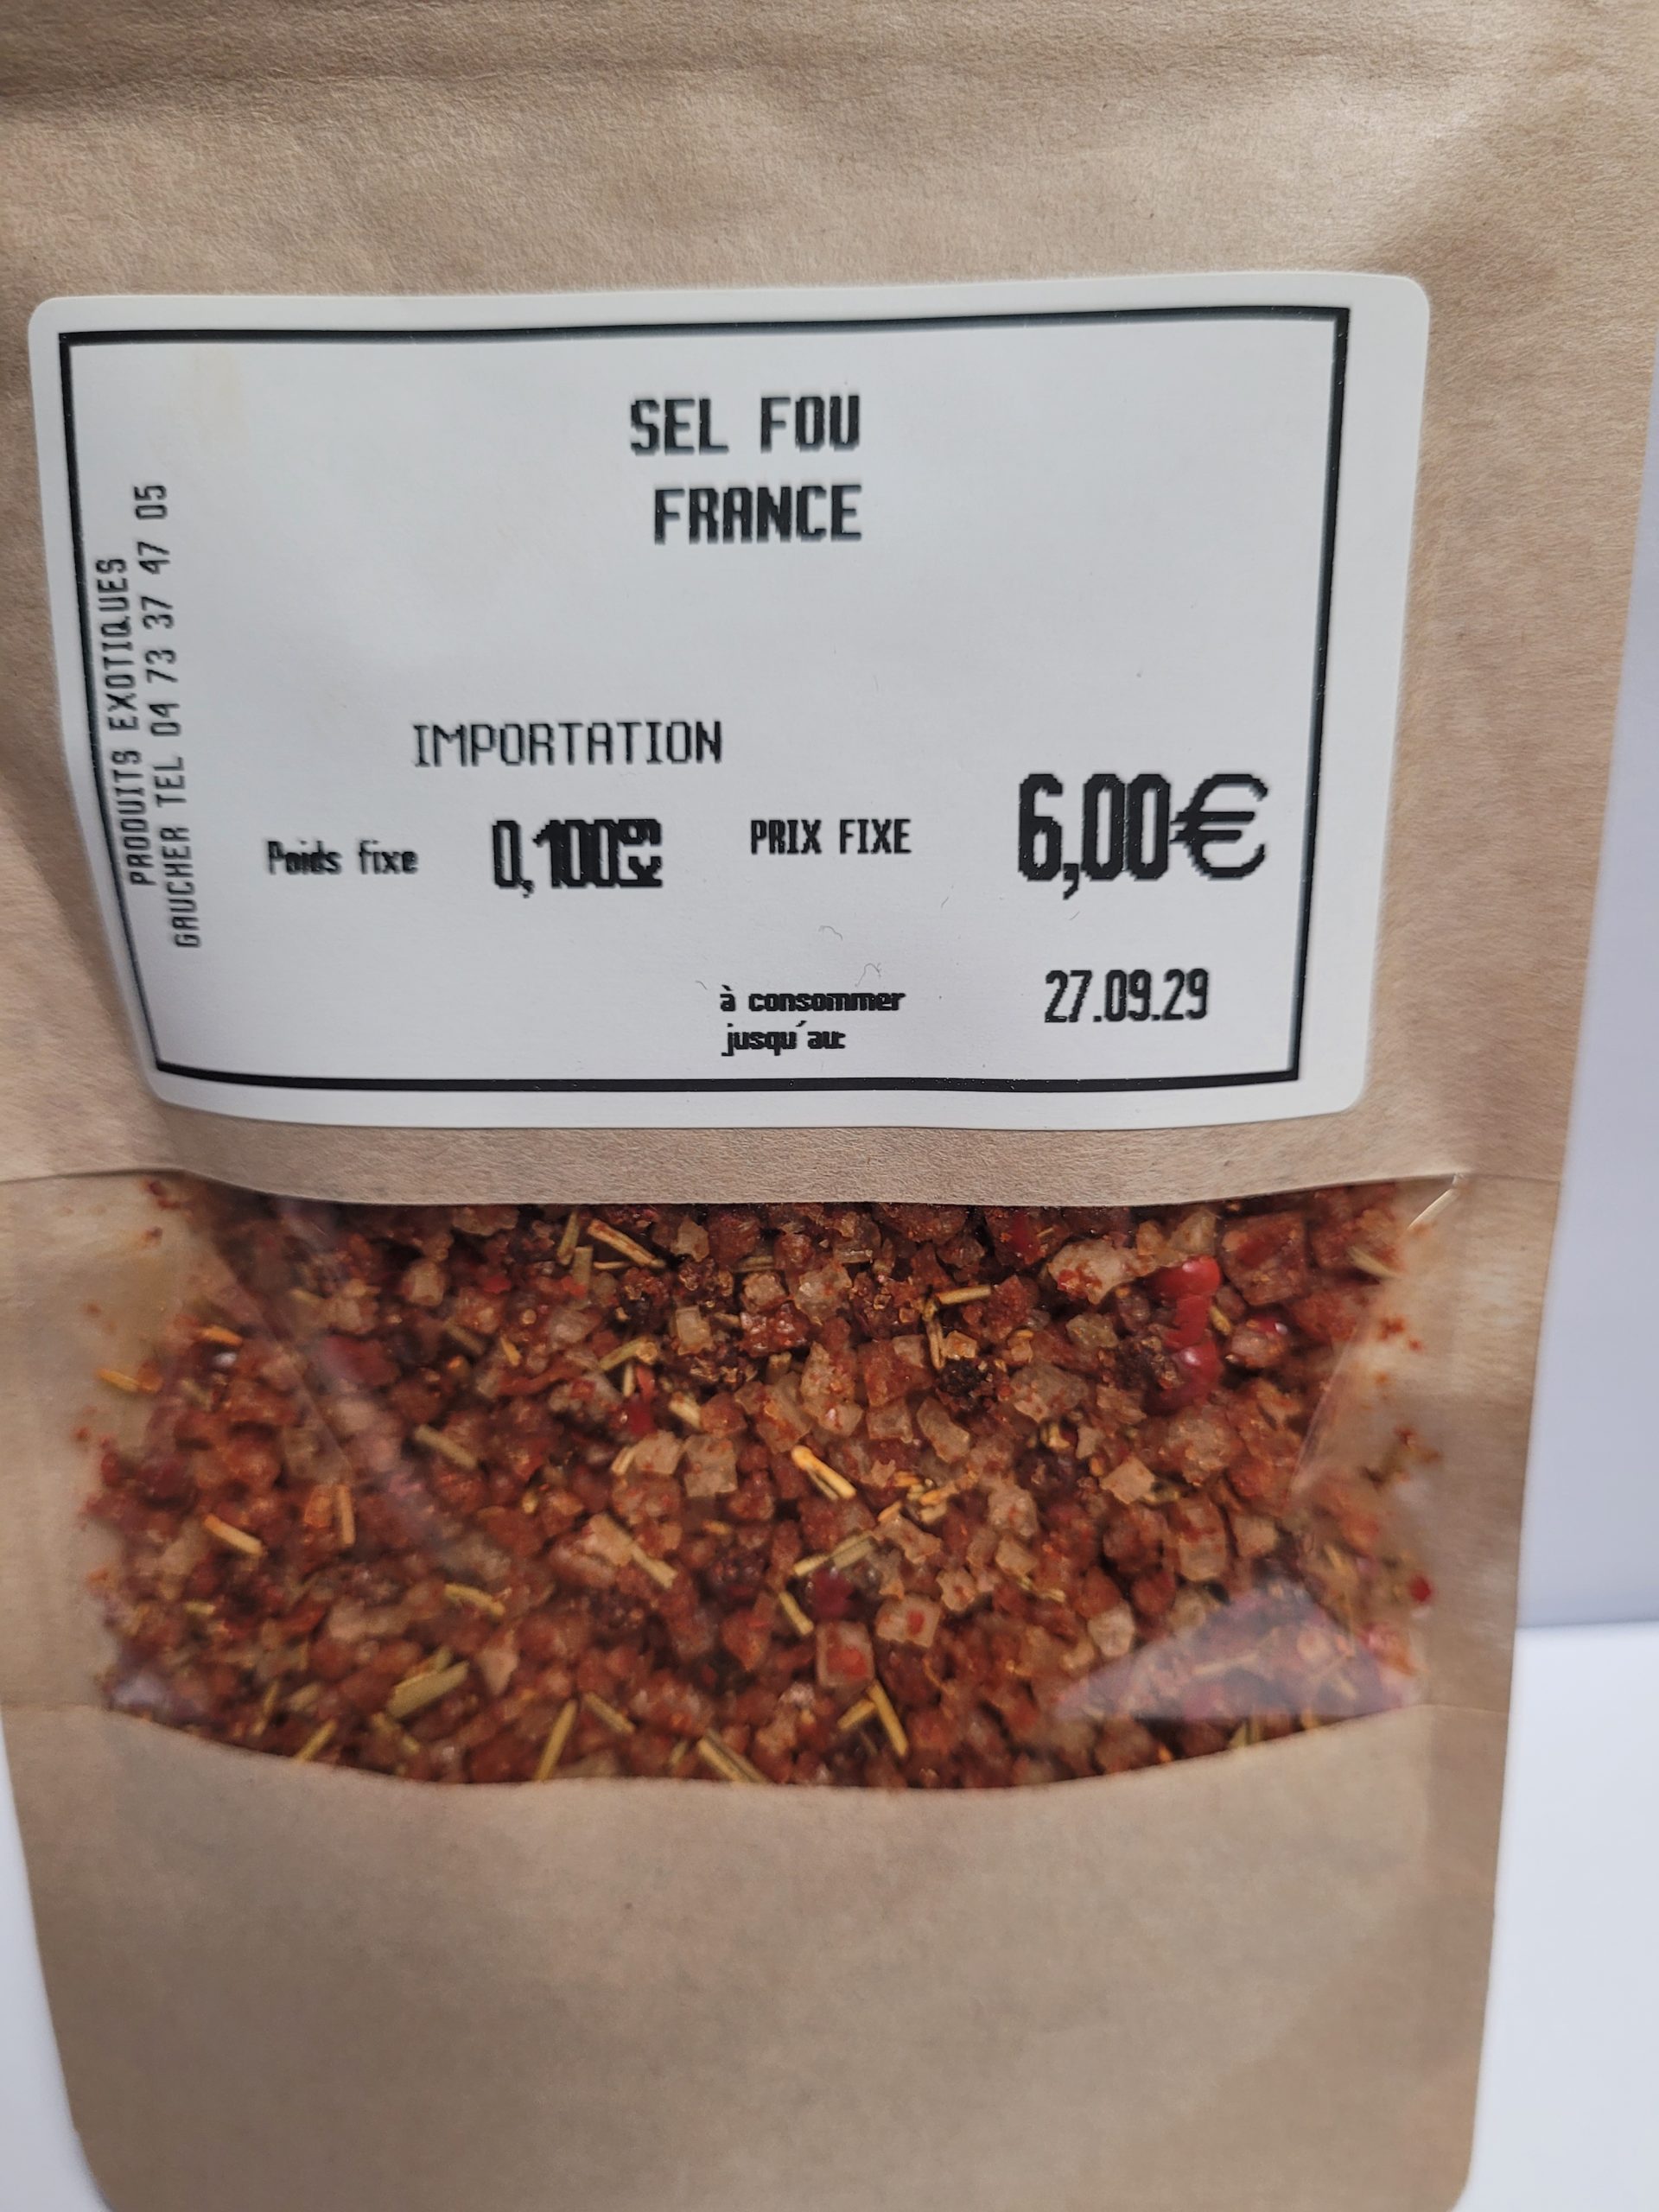 SEL FOU
FRANCE
PRODUITS EXOTIQUES
GAUCHER TEL 04 73 37 47 05
IMPORTATION
Poids fixe 0,100kg PRIX FIXE 6,00€
à consommer 27.09.29
jusqu'au: